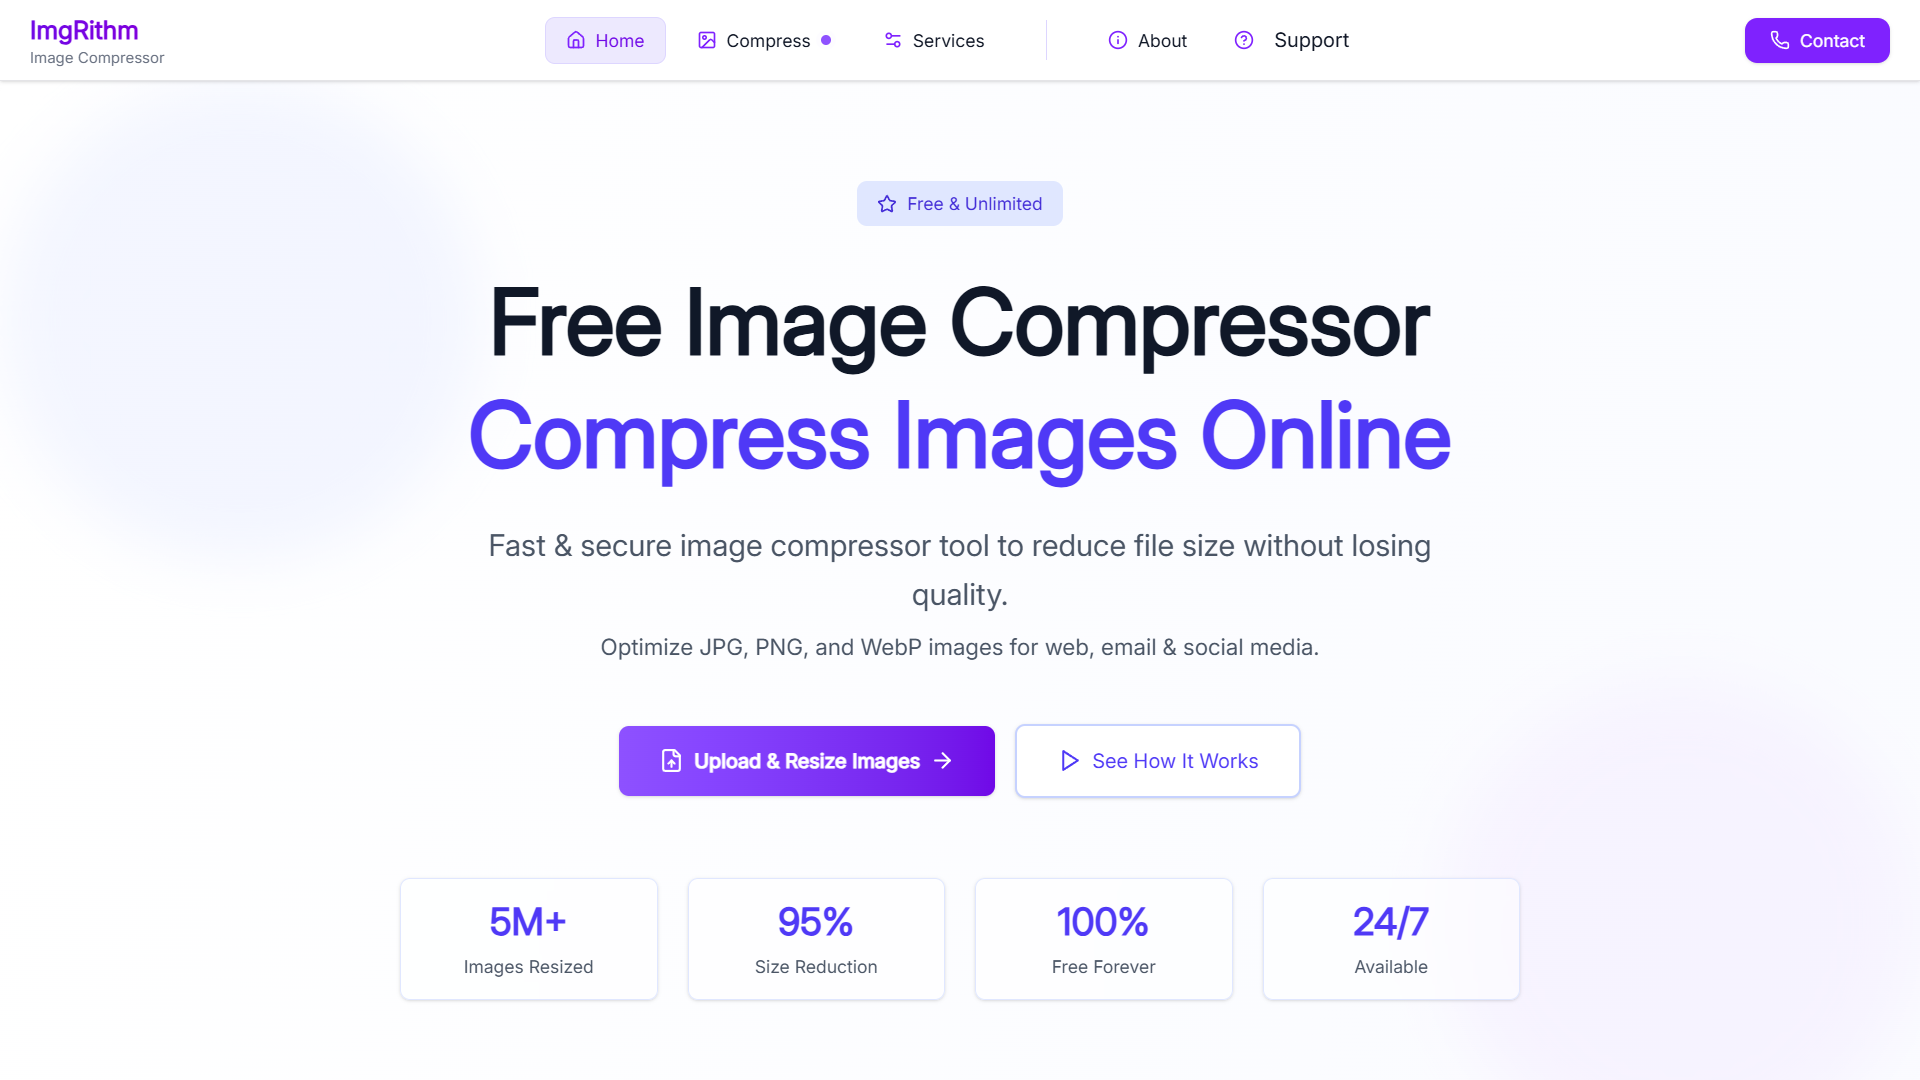 ImgRithm
Image Compressor
Home
Compress
Services
About
Support
Contact
Free & Unlimited
Free Image Compressor
Compress Images Online
Fast & secure image compressor tool to reduce file size without losing
quality.
Optimize JPG, PNG, and WebP images for web, email & social media.
Upload & Resize Images
See How It Works
5M+
Images Resized
95%
Size Reduction
100%
Free Forever
24/7
Available